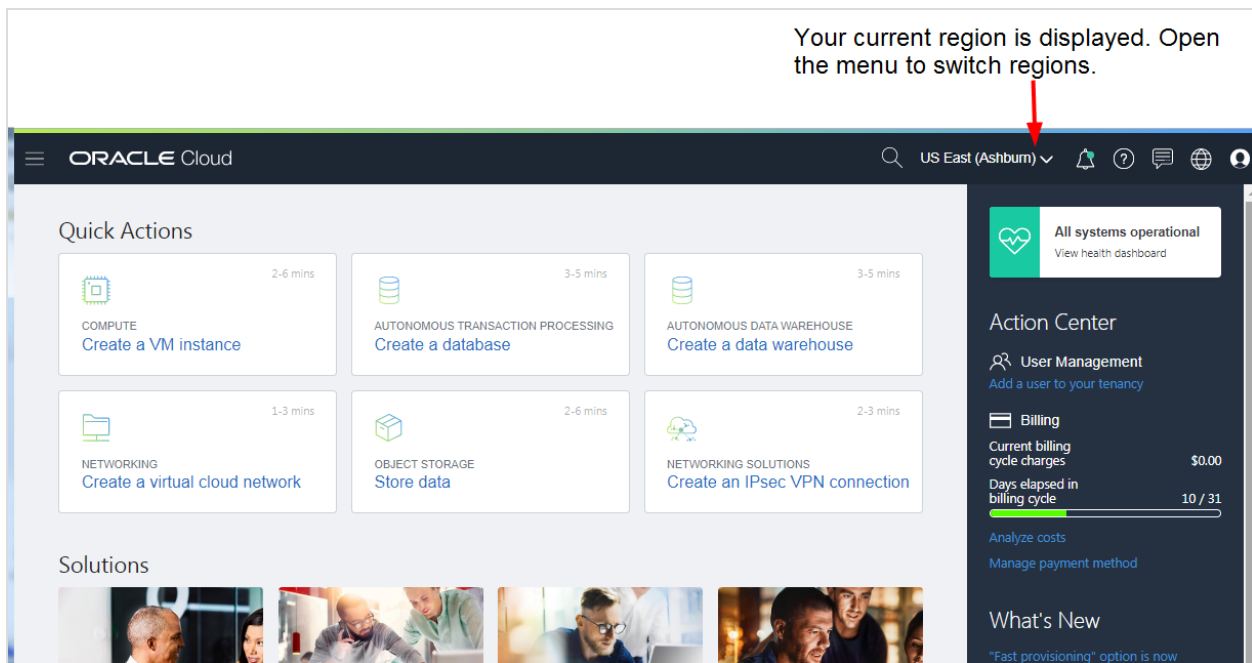 Your current region is displayed. Open
the menu to switch regions.
ORACLE Cloud
US East (Ashburn)
Quick Actions
2-6 mins
COMPUTE
Create a VM instance
3-5 mins
AUTONOMOUS TRANSACTION PROCESSING
Create a database
3-5 mins
AUTONOMOUS DATA WAREHOUSE
Create a data warehouse
1-3 mins
NETWORKING
Create a virtual cloud network
2-6 mins
OBJECT STORAGE
Store data
2-3 mins
NETWORKING SOLUTIONS
Create an IPsec VPN connection
Solutions
All systems operational
View health dashboard
Action Center
User Management
Add a user to your tenancy
Billing
Current billing
cycle charges $0.00
Days elapsed in
billing cycle 10 / 31
Analyze costs
Manage payment method
What's New
"Fast provisioning" option is now